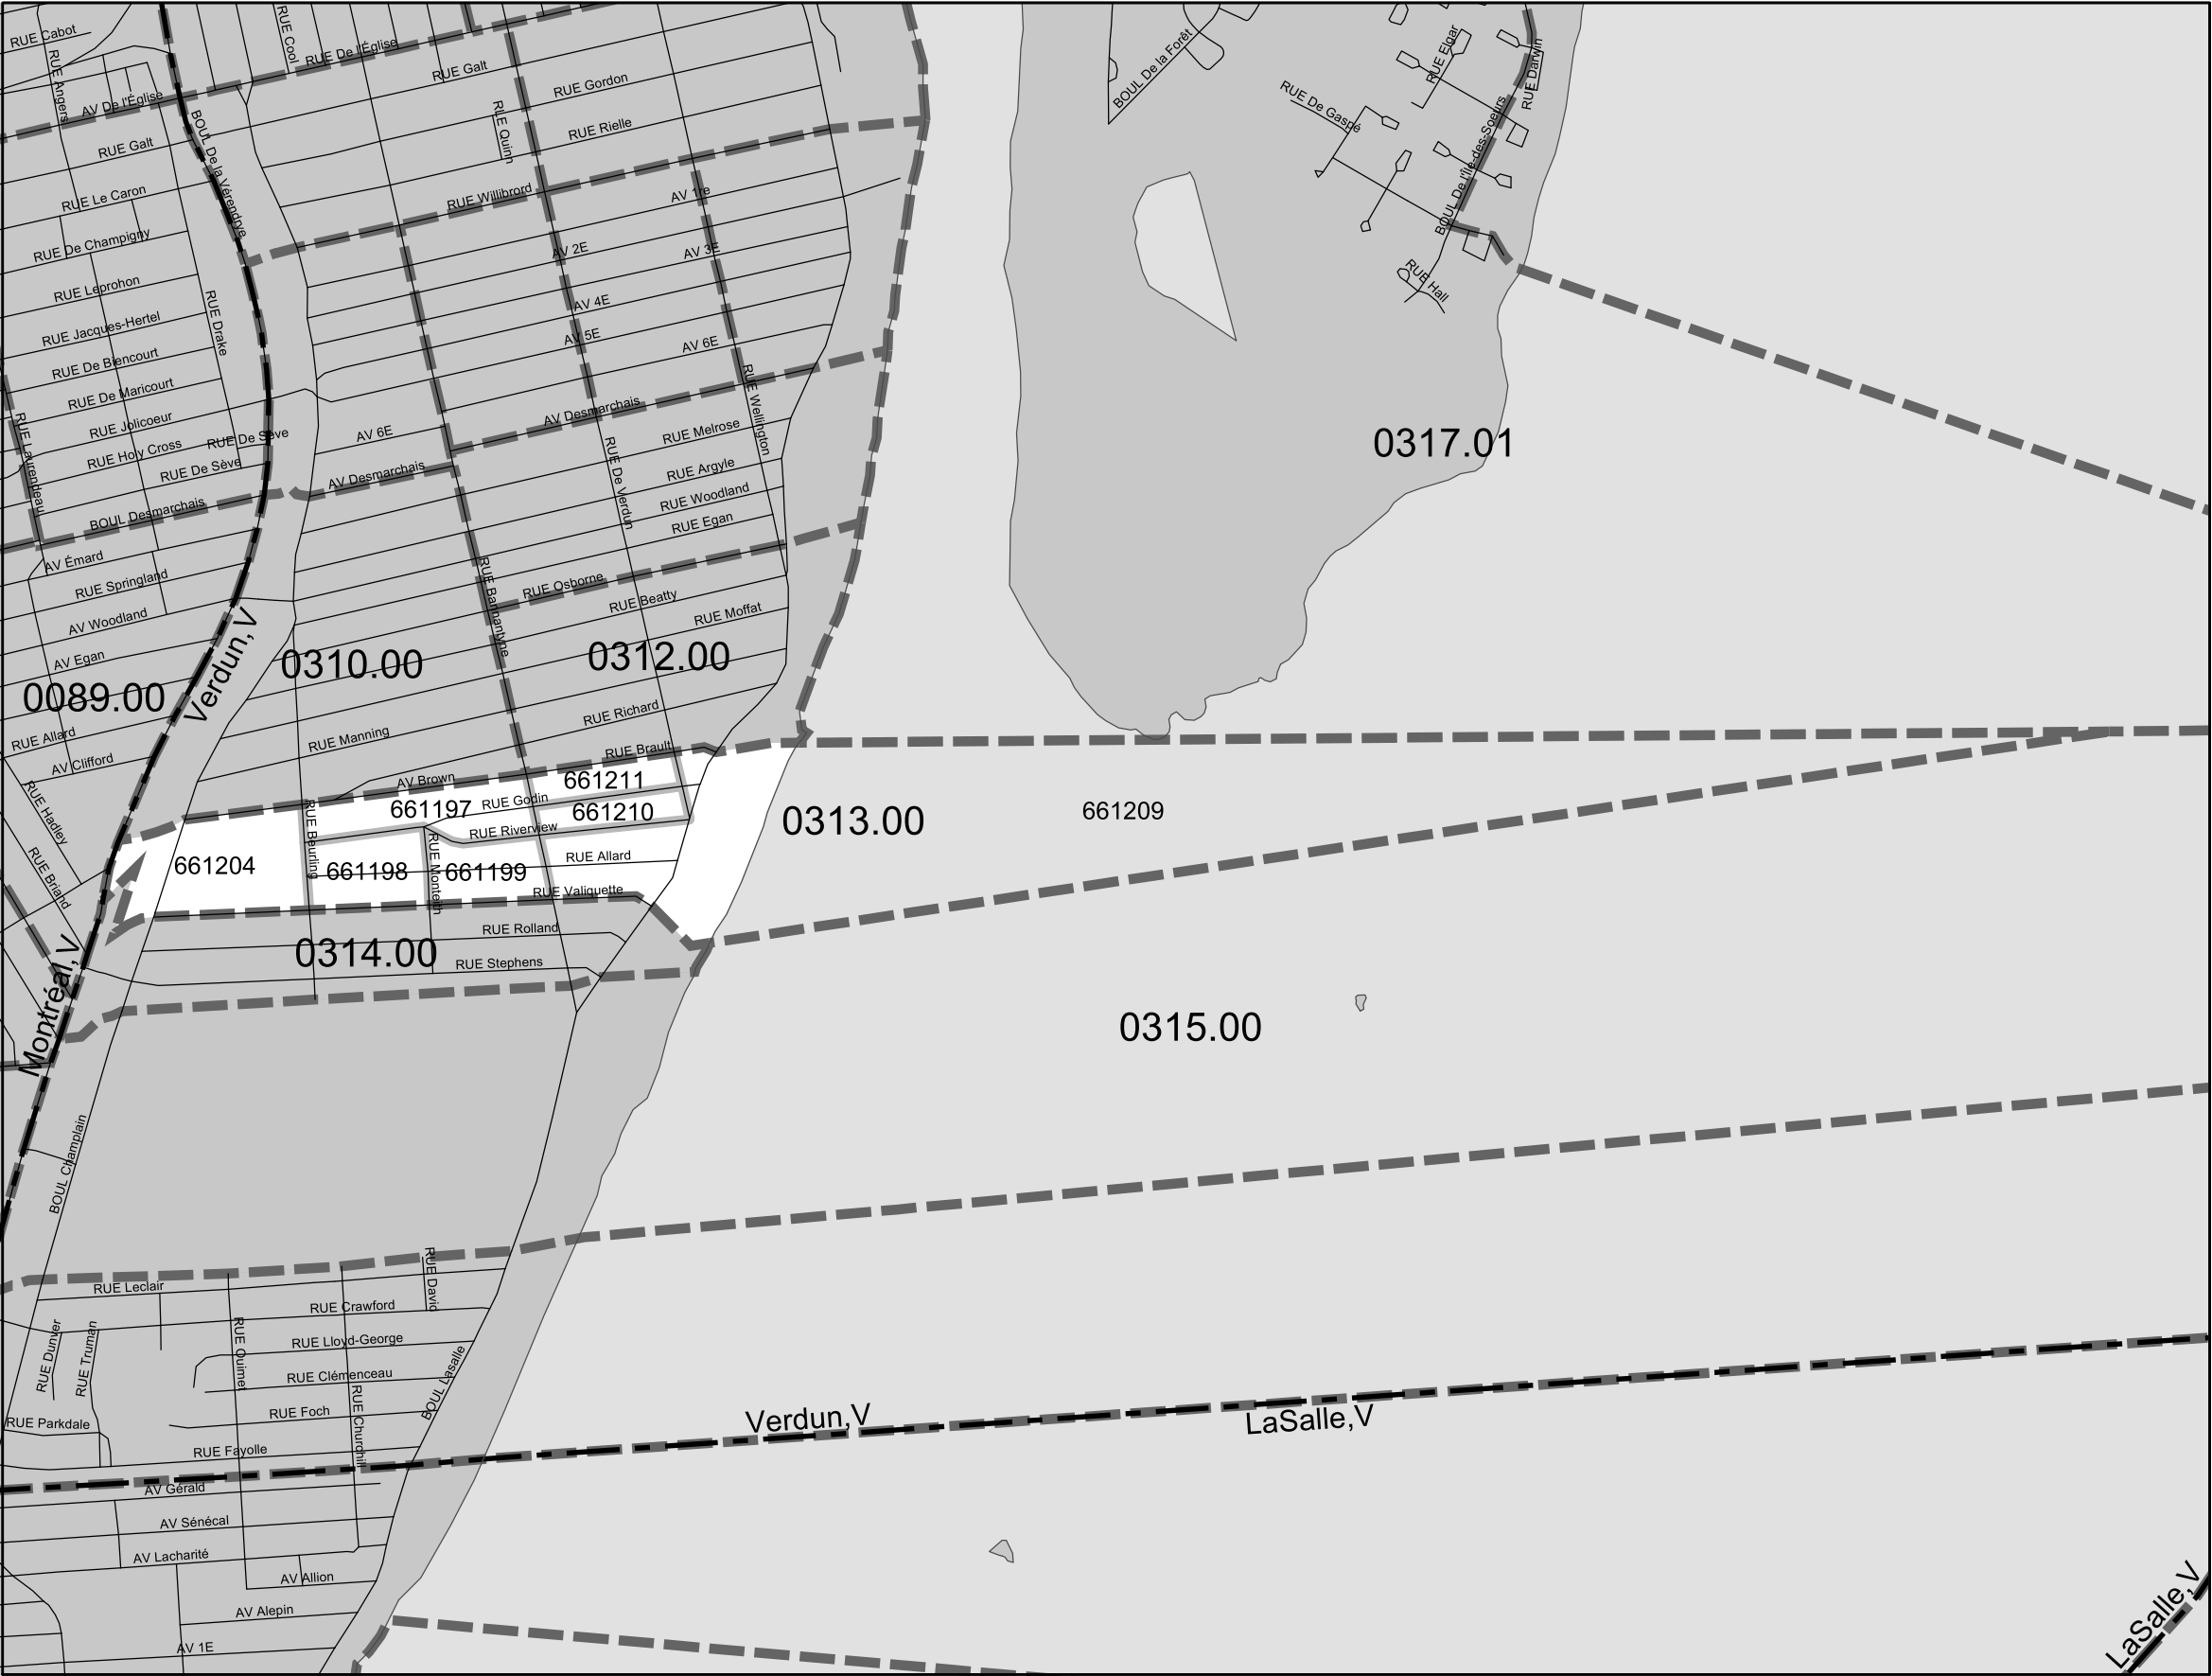 RUE Cabot
RUE Angers
RUE Cool
RUE De l'Église
AV De l'Église
RUE Galt
RUE Gordon
RUE Quinn
RUE Rielle
BOUL De la Forêt
RUE Elgar
RUE Darwin
RUE De Gaspé
BOUL De l'Île-des-Soeurs
RUE Hall
RUE Galt
BOUL De la Vérendrye
RUE Le Caron
RUE Willibrord
AV 1re
RUE De Champigny
AV 2E
AV 3E
RUE Leprohon
RUE Drake
AV 4E
RUE Jacques-Hertel
AV 5E
AV 6E
RUE De Biencourt
RUE De Maricourt
RUE Wellington
AV Desmarchais
RUE Jolicoeur
RUE Laurendeau
RUE Holy Cross
RUE De Sève
AV 6E
RUE Melrose
0317.01
RUE De Sève
AV Desmarchais
RUE De Verdun
RUE Argyle
RUE Woodland
BOUL Desmarchais
RUE Egan
AV Émard
RUE Springland
RUE Bannantyne
RUE Osborne
RUE Beatty
RUE Moffat
AV Woodland
AV Egan
Verdun,V
0310.00
0312.00
0089.00
RUE Allard
AV Clifford
RUE Manning
RUE Richard
RUE Brault
AV Brown
661211
RUE Hadley
RUE Beurling
661197
RUE Godin
661210
0313.00
661209
RUE Riverview
RUE Briand
661204
661198
RUE Monteith
661199
RUE Allard
RUE Valiquette
RUE Rolland
0314.00
RUE Stephens
Montréal,V
0315.00
BOUL Champlain
RUE Leclair
RUE David
RUE Crawford
RUE Dunver
RUE Truman
RUE Ouimet
RUE Lloyd-George
RUE Clémenceau
RUE Churchill
BOUL Lasalle
RUE Foch
RUE Parkdale
RUE Fayolle
Verdun,V
LaSalle,V
AV Gérald
AV Sénécal
AV Lacharité
AV Allion
AV Alepin
AV 1E
LaSalle,V